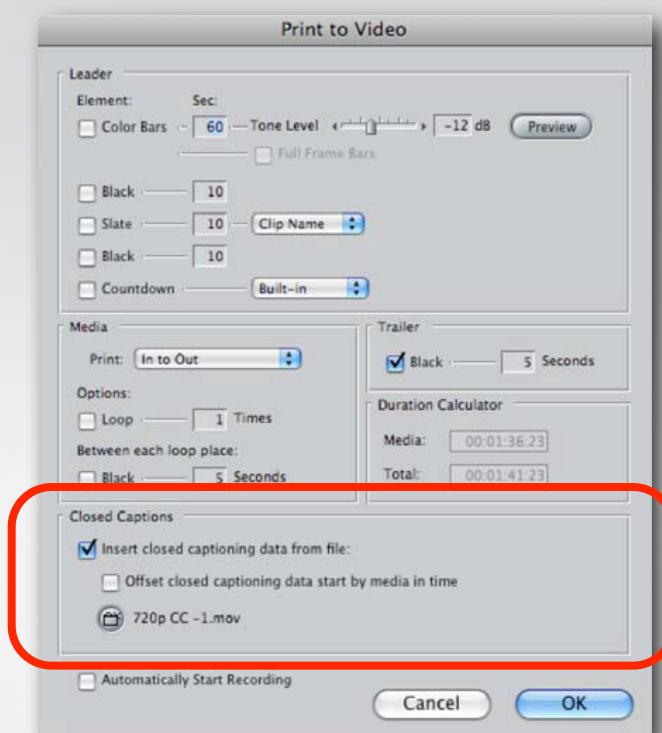 Print to Video
Leader
Element: Sec:
Color Bars 60 Tone Level -12 dB Preview
Full Frame Bars
Black 10
Slate 10 Clip Name
Black 10
Countdown Built-in
Media
Print: In to Out
Options:
Loop 1 Times
Between each loop place:
Black 5 Seconds
Trailer
Black 5 Seconds
Duration Calculator
Media: 00:01:36:23
Total: 00:01:41:23
Closed Captions
Insert closed captioning data from file:
Offset closed captioning data start by media in time
720p CC -1.mov
Automatically Start Recording
Cancel OK